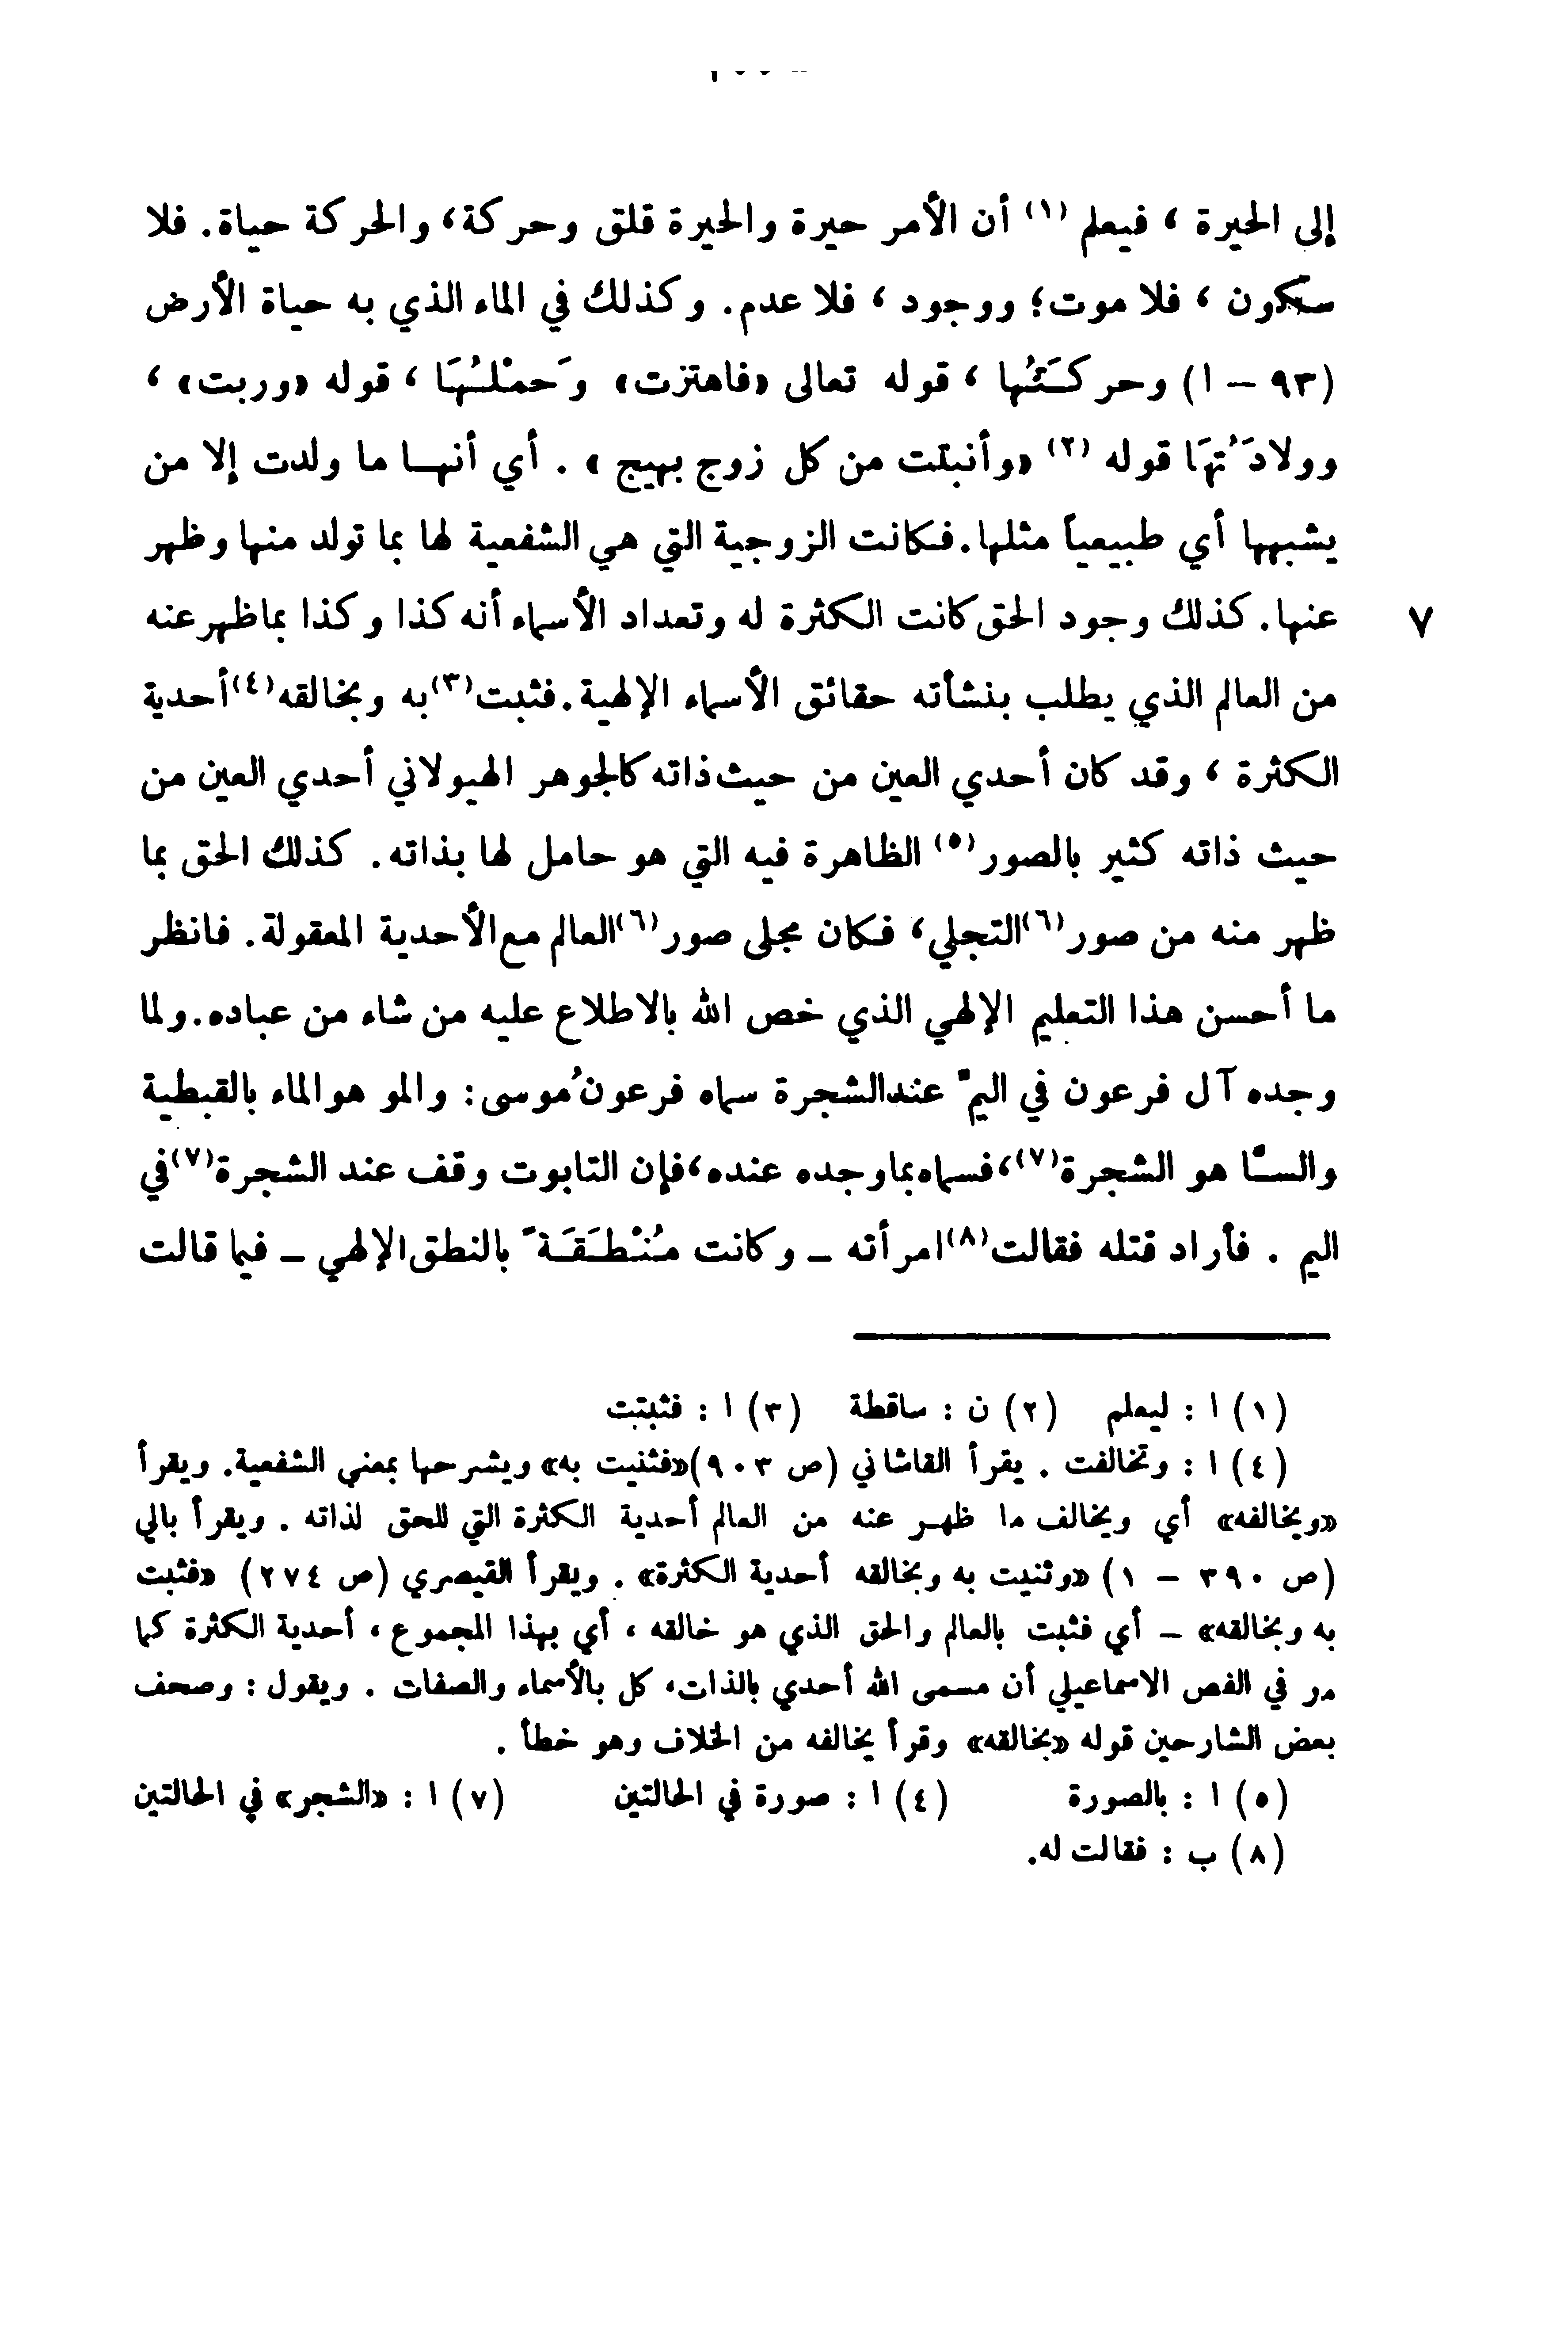 إلى الحيرة ، فيعلم (١) أن الأمر حيرة والحيرة قلق وحركة، والحركة حياة. فلا
سكون ، فلا موت؛ ووجود ، فلا عدم. وكذلك في الماء الذي به حياة الأرض
(٩٣ – ا) وحركَتُها ، قوله تعالى «فاهتزت» وَحمْلُهَا ، قوله «وربت» ،
وولادَتُهَا قوله (٢) «وأنبتت من كل زوج بهيج » . أي أنهـا ما ولدت إلا من
يشبهها أي طبيعياً مثلها. فكانت الزوجية التي هي الشفعية لها بما تولد منها وظهر
عنها. كذلك وجود الحق كانت الكثرة له وتعداد الأسماء أنه كذا وكذا بما ظهر عنه
٧
من العالم الذي يطلب بنشأته حقائق الأسماء الإلهية. فثبت(٣)به وبخالقه(٤)أحدية
الكثرة ، وقد كان أحدي العين من حيث ذاته كالجوهر الهيولاني أحدي العين من
حيث ذاته كثير بالصور(٥) الظاهرة فيه التي هو حامل لها بذاته. كذلك الحق بما
ظهر منه من صور(٦)التجلي، فكان مجلى صور(٦)العالم مع الأحدية المعقولة. فانظر
ما أحسن هذا التعليم الإلهي الذي خص الله بالاطلاع عليه من شاء من عباده. ولما
وجده آل فرعون في اليمّ عند الشجرة سماه فرعون مُوسى: والمو هو الماء بالقبطية
والسَّا هو الشجرة(٧)، فسماه بما وجده عنده، فإن التابوت وقف عند الشجرة(٧)في
اليم . فأراد قتله فقالت(٨)امرأته – وكانت مُنْطَقَةً بالنطق الإلهي – فيما قالت
(١) ا : ليعلم (٢) ن : ساقطة (٣) ا : فثبتت
(٤) ا : وتخالفت . يقرأ القاشاني (ص ٩٠٣)«فثنيت به» ويشرحها بمعني الشفعية. ويقرأ
«ويخالفه» أي ويخالف ما ظهـر عنه من العالم أحدية الكثرة التي للحق لذاته . ويقرأ بالي
(ص ٣٩٠ – ١) «وثنيت به وبخالقه أحدية الكثرة» . ويقرأ القيصري (ص ٢٧٤) «فثبت
به وبخالقه» – أي فثبت بالعالم والحق الذي هو خالقه ، أي بهذا المجموع ، أحدية الكثرة كما
مر في الفص الاسماعيلي أن مسمى الله أحدي بالذات، كل بالأسماء والصفات . ويقول : وصحف
بعض الشارحين قوله «بخالقه» وقرأ يخالفه من الخلاف وهو خطأ .
(٥) ا : بالصورة (٤) ا : صورة في الحالتين (٧) ا : «الشجر» في الحالتين
(٨) ب : فقالت له.